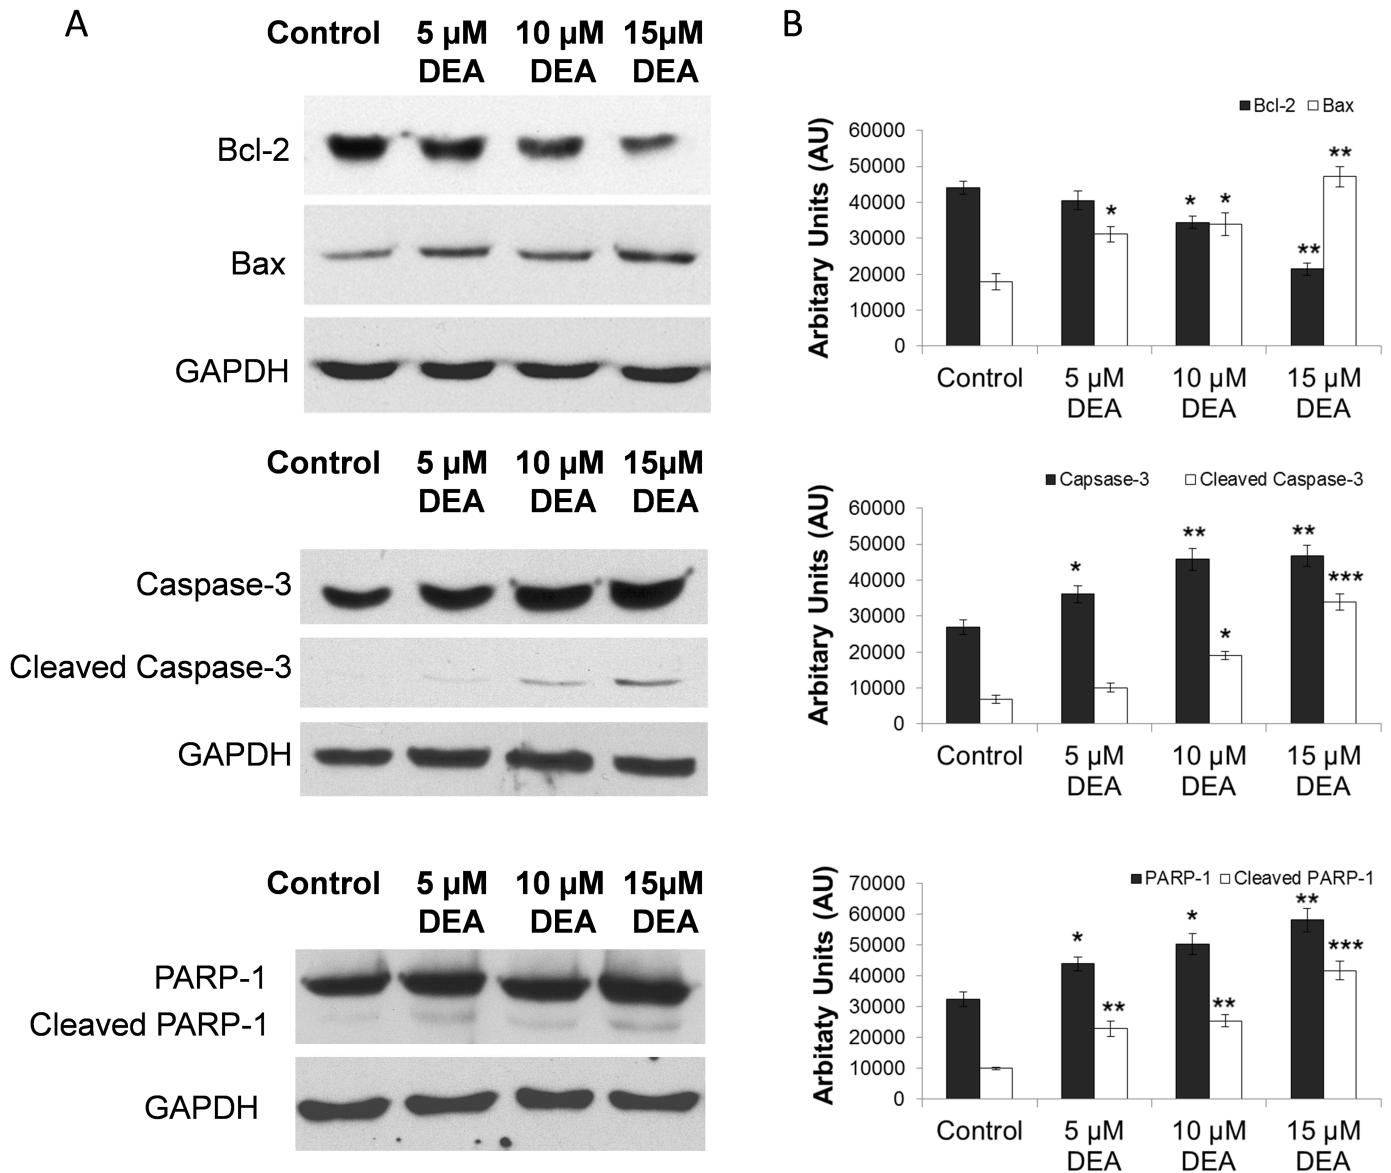 A
Control 5 µM 10 µM 15µM
DEA DEA DEA
Bcl-2
Bax
GAPDH
Control 5 µM 10 µM 15µM
DEA DEA DEA
Caspase-3
Cleaved Caspase-3
GAPDH
Control 5 µM 10 µM 15µM
DEA DEA DEA
PARP-1
Cleaved PARP-1
GAPDH
B
Bcl-2 Bax
Arbitary Units (AU)
60000
50000
40000
30000
20000
10000
0
* * * ** **
Control 5 µM 10 µM 15 µM
DEA DEA DEA
Capsase-3 Cleaved Caspase-3
Arbitary Units (AU)
60000
50000
40000
30000
20000
10000
0
* ** * ** ***
Control 5 µM 10 µM 15 µM
DEA DEA DEA
PARP-1 Cleaved PARP-1
Arbitaty Units (AU)
70000
60000
50000
40000
30000
20000
10000
0
* ** * ** ** ***
Control 5 µM 10 µM 15 µM
DEA DEA DEA